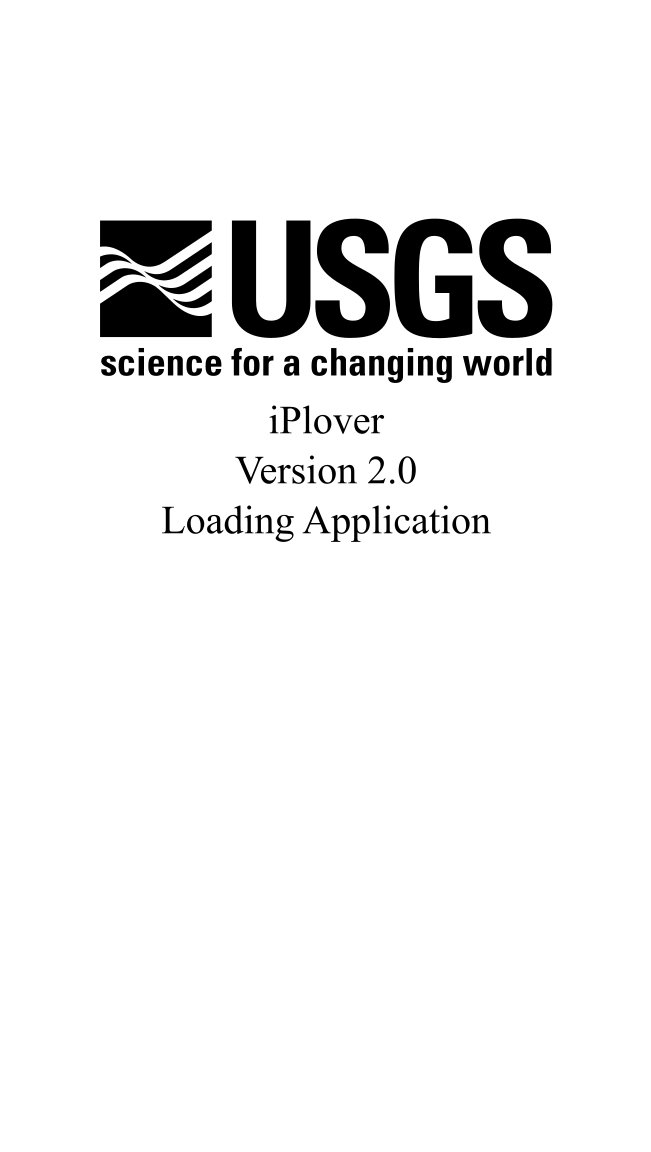 USGS
science for a changing world
iPlover
Version 2.0
Loading Application